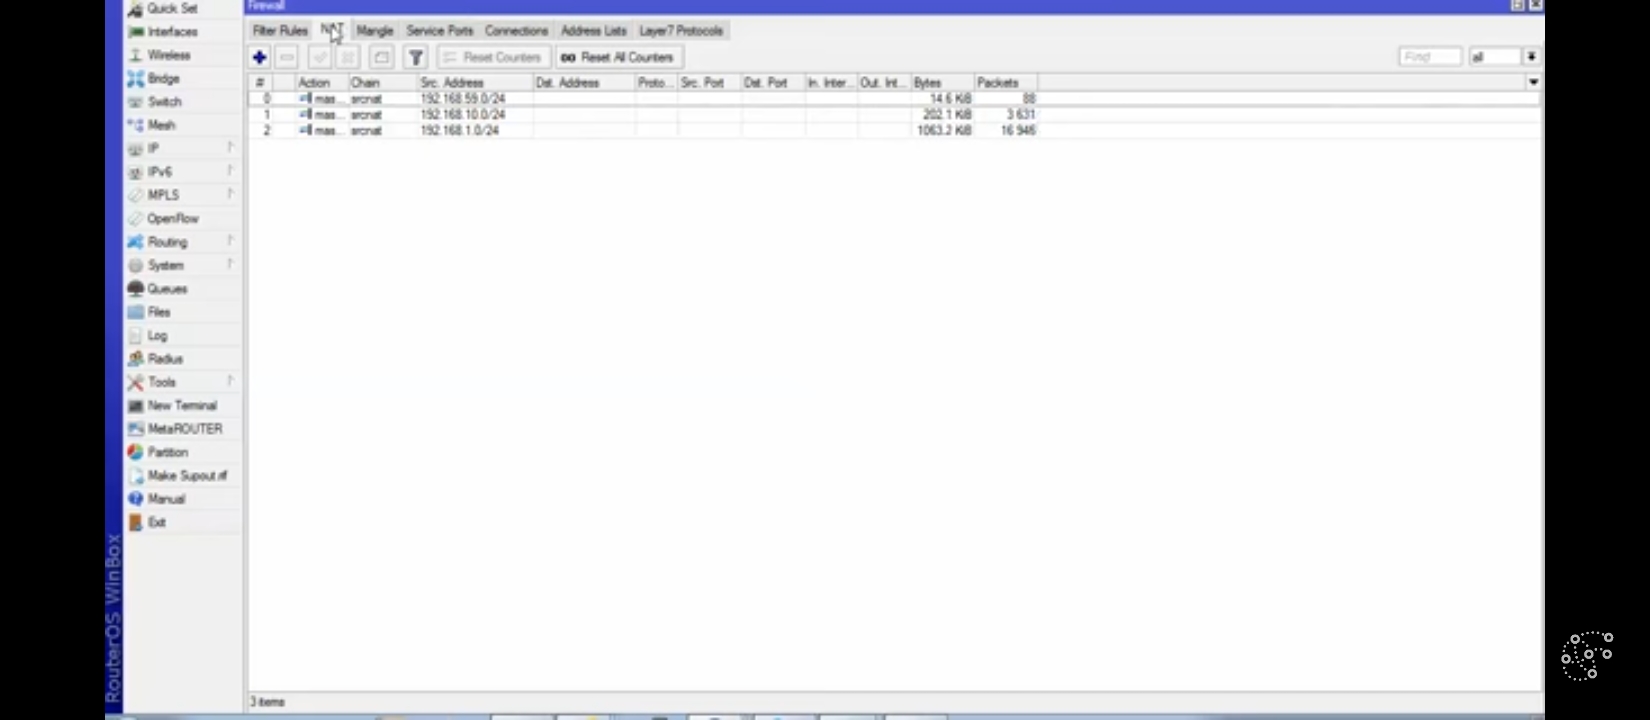 Firewall
Quick Set
Interfaces
Wireless
Bridge
Switch
Mesh
IP
IPv6
MPLS
OpenFlow
Routing
System
Queues
Files
Log
Radius
Tools
New Terminal
MetaROUTER
Partition
Make Supout.rif
Manual
Exit
RouterOS WinBox
Filter Rules NAT Mangle Service Ports Connections Address Lists Layer7 Protocols
Reset Counters 00 Reset All Counters Find all
# Action Chain Src. Address Dst. Address Proto... Src. Port Dst. Port In. Inter... Out. Int... Bytes Packets
0 mas... srcnat 192.168.59.0/24 14.6 KiB 88
1 mas... srcnat 192.168.10.0/24 202.1 KiB 3 631
2 mas... srcnat 192.168.1.0/24 1063.2 KiB 16 946
3 items